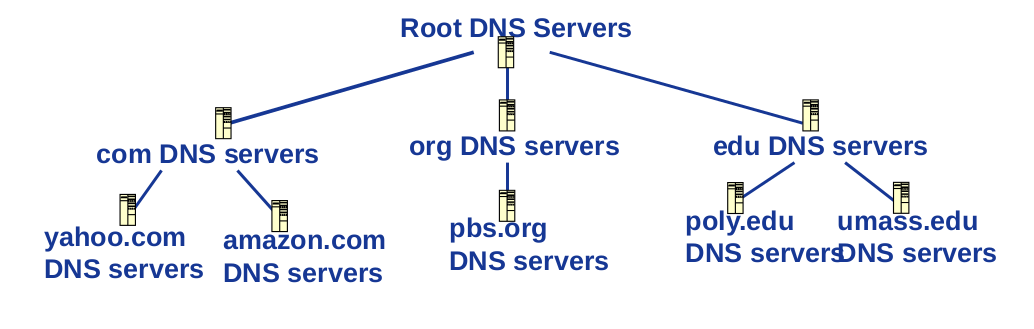 Root DNS Servers
com DNS servers
org DNS servers
edu DNS servers
yahoo.com
DNS servers
amazon.com
DNS servers
pbs.org
DNS servers
poly.edu
DNS servers
umass.edu
DNS servers